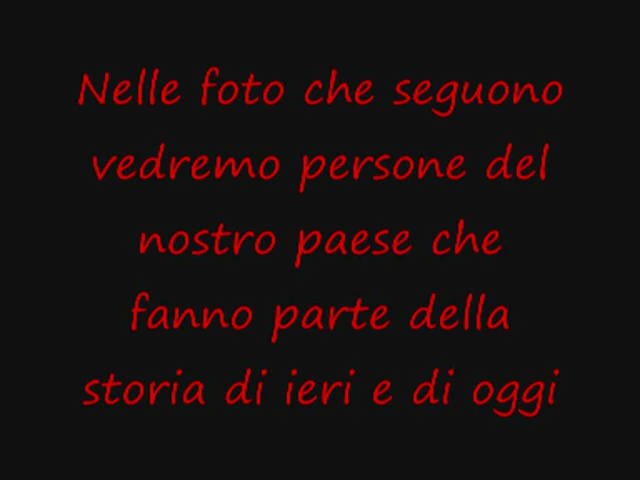 Nelle foto che seguono
vedremo persone del
nostro paese che
fanno parte della
storia di ieri e di oggi